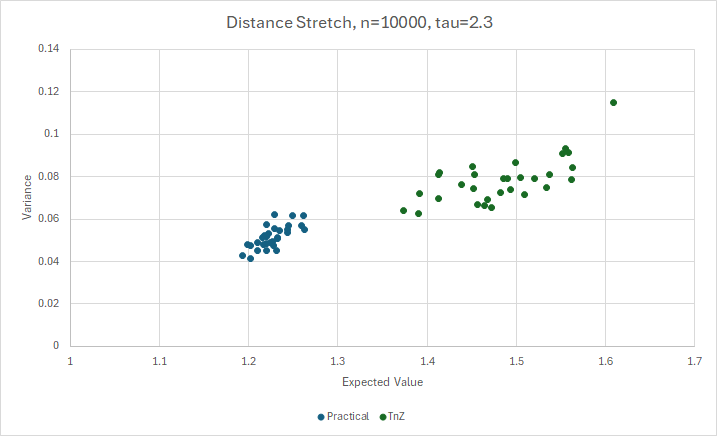 Distance Stretch, n=10000, tau=2.3
0.14
0.12
0.1
0.08
0.06
0.04
0.02
0
Variance
1 1.1 1.2 1.3 1.4 1.5 1.6 1.7
Expected Value
Practical TnZ